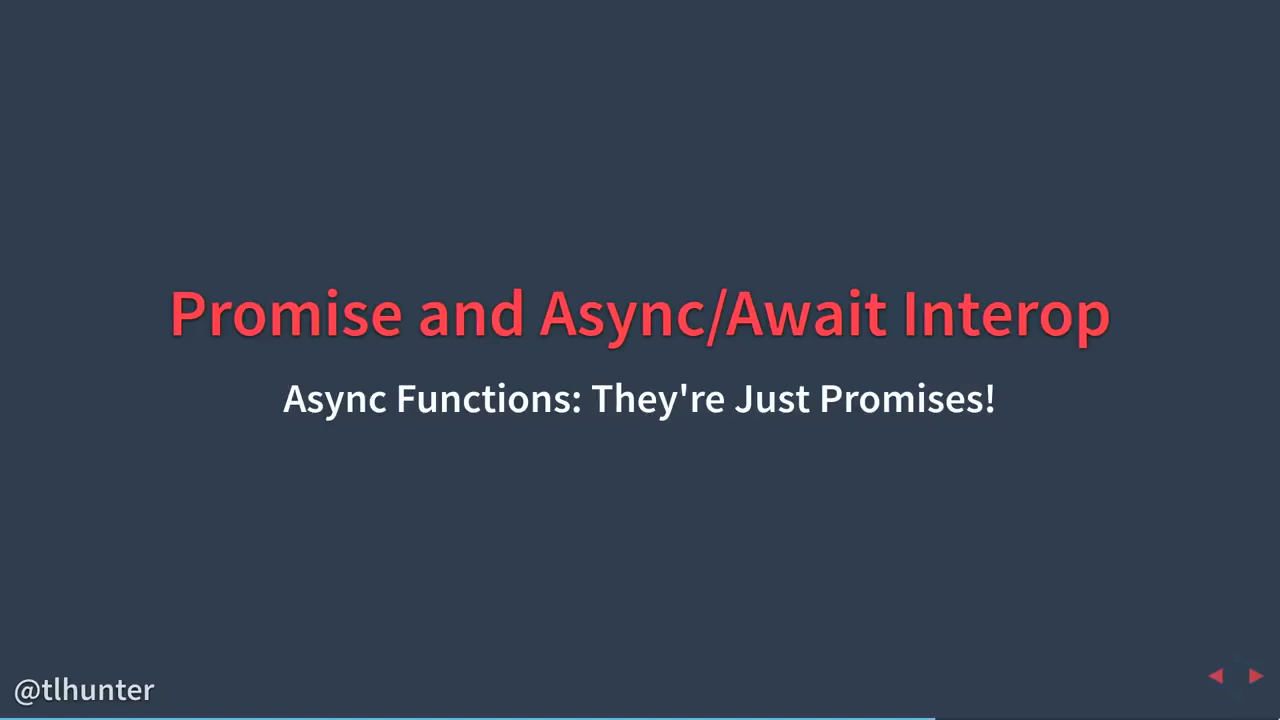 Promise and Async/Await Interop
Async Functions: They're Just Promises!
@tlhunter